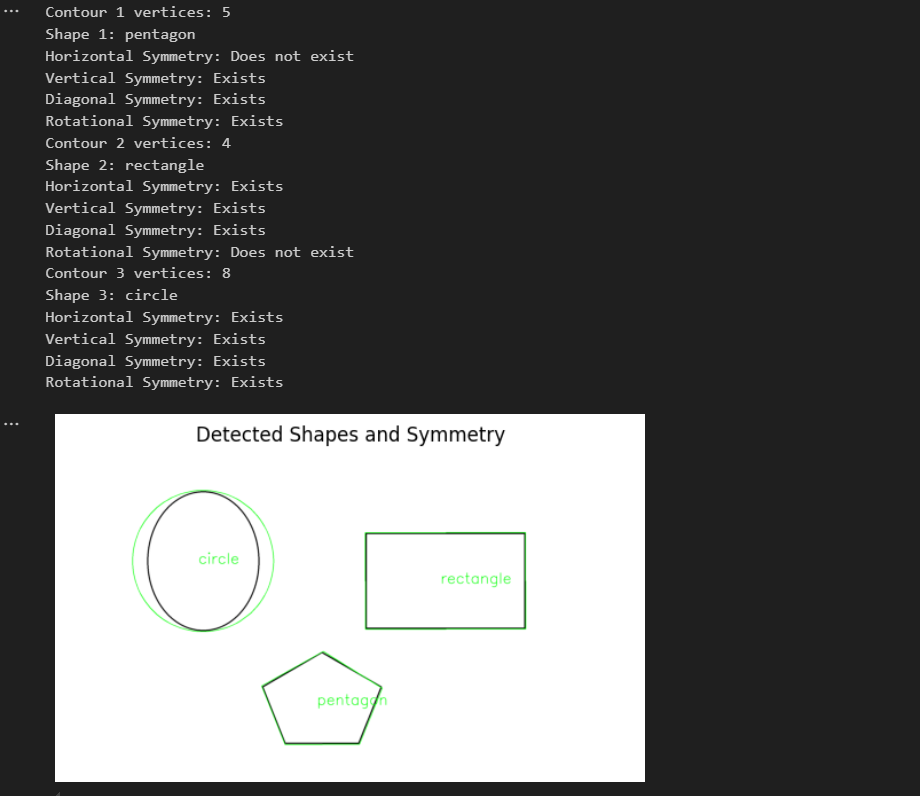 Contour 1 vertices: 5
Shape 1: pentagon
Horizontal Symmetry: Does not exist
Vertical Symmetry: Exists
Diagonal Symmetry: Exists
Rotational Symmetry: Exists
Contour 2 vertices: 4
Shape 2: rectangle
Horizontal Symmetry: Exists
Vertical Symmetry: Exists
Diagonal Symmetry: Exists
Rotational Symmetry: Does not exist
Contour 3 vertices: 8
Shape 3: circle
Horizontal Symmetry: Exists
Vertical Symmetry: Exists
Diagonal Symmetry: Exists
Rotational Symmetry: Exists
Detected Shapes and Symmetry
circle
rectangle
pentagon